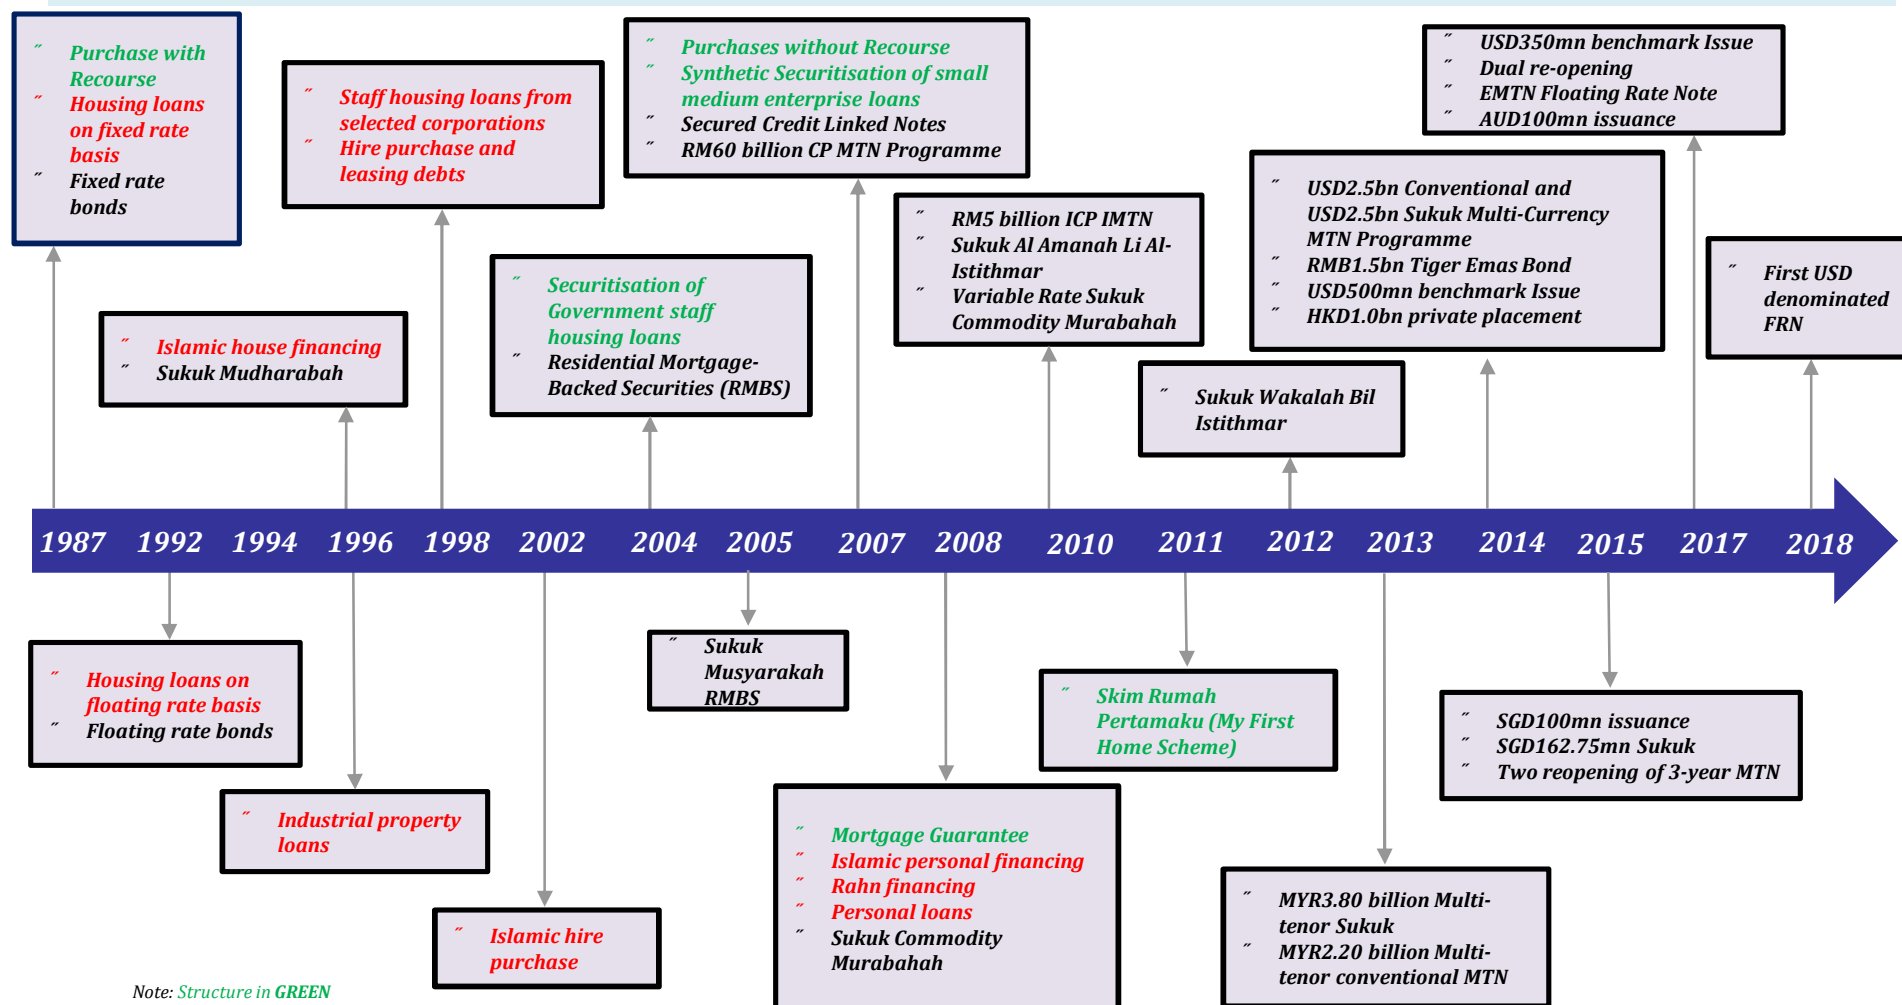 ˝ Purchase with
Recourse
˝ Housing loans
on fixed rate
basis
˝ Fixed rate
bonds
˝ Staff housing loans from
selected corporations
˝ Hire purchase and
leasing debts
˝ Purchases without Recourse
˝ Synthetic Securitisation of small
medium enterprise loans
˝ Secured Credit Linked Notes
˝ RM60 billion CP MTN Programme
˝ USD350mn benchmark Issue
˝ Dual re-opening
˝ EMTN Floating Rate Note
˝ AUD100mn issuance
˝ Islamic house financing
˝ Sukuk Mudharabah
˝ Securitisation of
Government staff
housing loans
˝ Residential Mortgage-
Backed Securities (RMBS)
˝ RM5 billion ICP IMTN
˝ Sukuk Al Amanah Li Al-
Istithmar
˝ Variable Rate Sukuk
Commodity Murabahah
˝ Sukuk Wakalah Bil
Istithmar
˝ USD2.5bn Conventional and
USD2.5bn Sukuk Multi-Currency
MTN Programme
˝ RMB1.5bn Tiger Emas Bond
˝ USD500mn benchmark Issue
˝ HKD1.0bn private placement
˝ First USD
denominated
FRN
1987 1992 1994 1996 1998 2002 2004 2005 2007 2008 2010 2011 2012 2013 2014 2015 2017 2018
˝ Housing loans on
floating rate basis
˝ Floating rate bonds
˝ Industrial property
loans
˝ Islamic hire
purchase
˝ Sukuk
Musyarakah
RMBS
˝ Mortgage Guarantee
˝ Islamic personal financing
˝ Rahn financing
˝ Personal loans
˝ Sukuk Commodity
Murabahah
˝ Skim Rumah
Pertamaku (My First
Home Scheme)
˝ MYR3.80 billion Multi-
tenor Sukuk
˝ MYR2.20 billion Multi-
tenor conventional MTN
˝ SGD100mn issuance
˝ SGD162.75mn Sukuk
˝ Two reopening of 3-year MTN
Note: Structure in GREEN